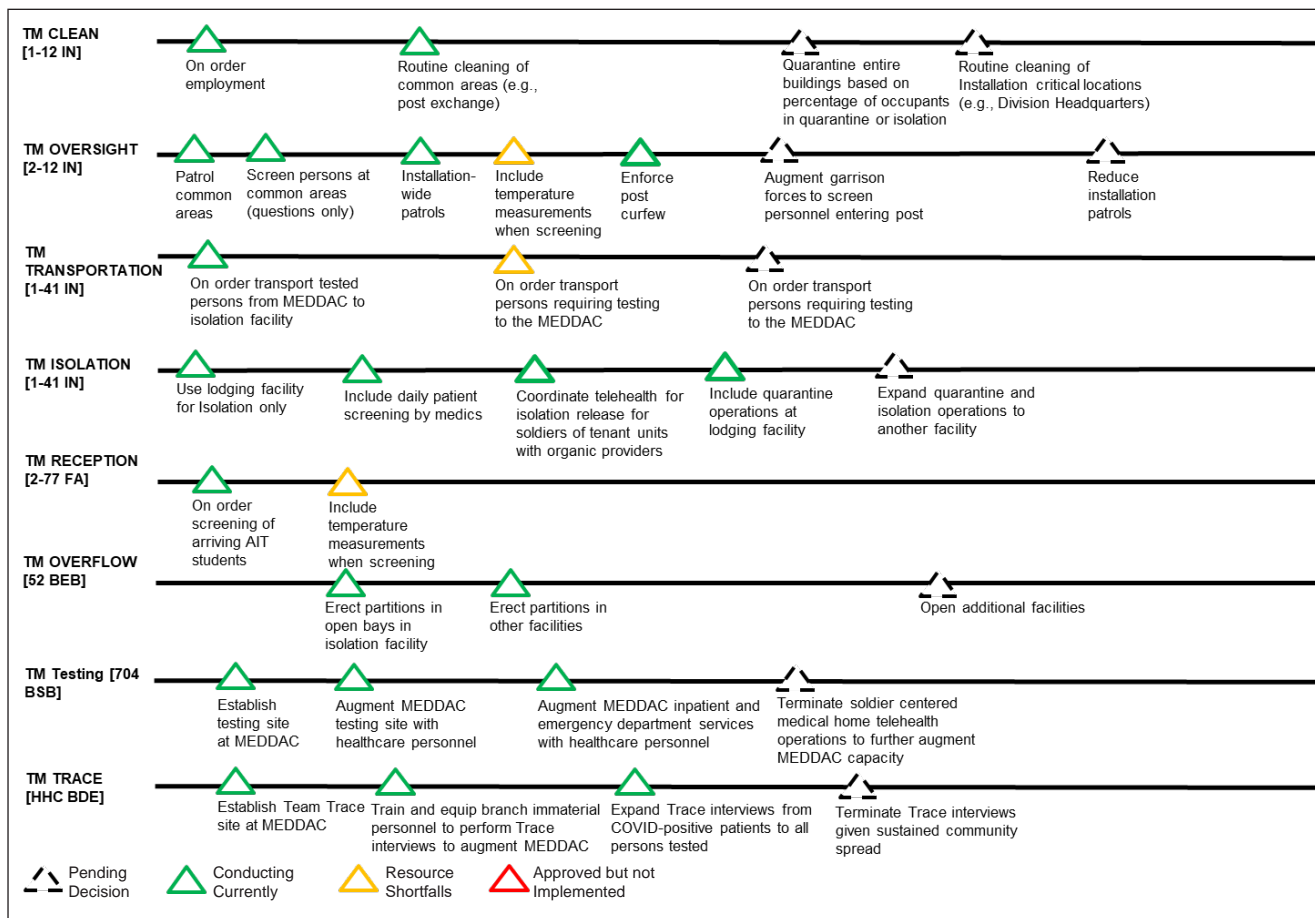 TM CLEAN
[1-12 IN]
On order
employment
Routine cleaning of
common areas (e.g.,
post exchange)
Quarantine entire
buildings based on
percentage of occupants
in quarantine or isolation
Routine cleaning of
Installation critical locations
(e.g., Division Headquarters)
TM OVERSIGHT
[2-12 IN]
Patrol
common
areas
Screen persons at
common areas
(questions only)
Installation-
wide
patrols
Include
temperature
measurements
when screening
Enforce
post
curfew
Augment garrison
forces to screen
personnel entering post
Reduce
installation
patrols
TM
TRANSPORTATION
[1-41 IN]
On order transport tested
persons from MEDDAC to
isolation facility
On order transport
persons requiring testing
to the MEDDAC
On order transport
persons requiring testing
to the MEDDAC
TM ISOLATION
[1-41 IN]
Use lodging facility
for Isolation only
Include daily patient
screening by medics
Coordinate telehealth for
isolation release for
soldiers of tenant units
with organic providers
Include quarantine
operations at
lodging facility
Expand quarantine and
isolation operations to
another facility
TM RECEPTION
[2-77 FA]
On order
screening of
arriving AIT
students
Include
temperature
measurements
when screening
TM OVERFLOW
[52 BEB]
Erect partitions in
open bays in
isolation facility
Erect partitions in
other facilities
Open additional facilities
TM Testing [704
BSB]
Establish
testing site
at MEDDAC
Augment MEDDAC
testing site with
healthcare personnel
Augment MEDDAC inpatient and
emergency department services
with healthcare personnel
Terminate soldier centered
medical home telehealth
operations to further augment
MEDDAC capacity
TM TRACE
[HHC BDE]
Establish Team Trace
site at MEDDAC
Train and equip branch immaterial
personnel to perform Trace
interviews to augment MEDDAC
Expand Trace interviews from
COVID-positive patients to all
persons tested
Terminate Trace interviews
given sustained community
spread
Pending
Decision
Conducting
Currently
Resource
Shortfalls
Approved but not
Implemented